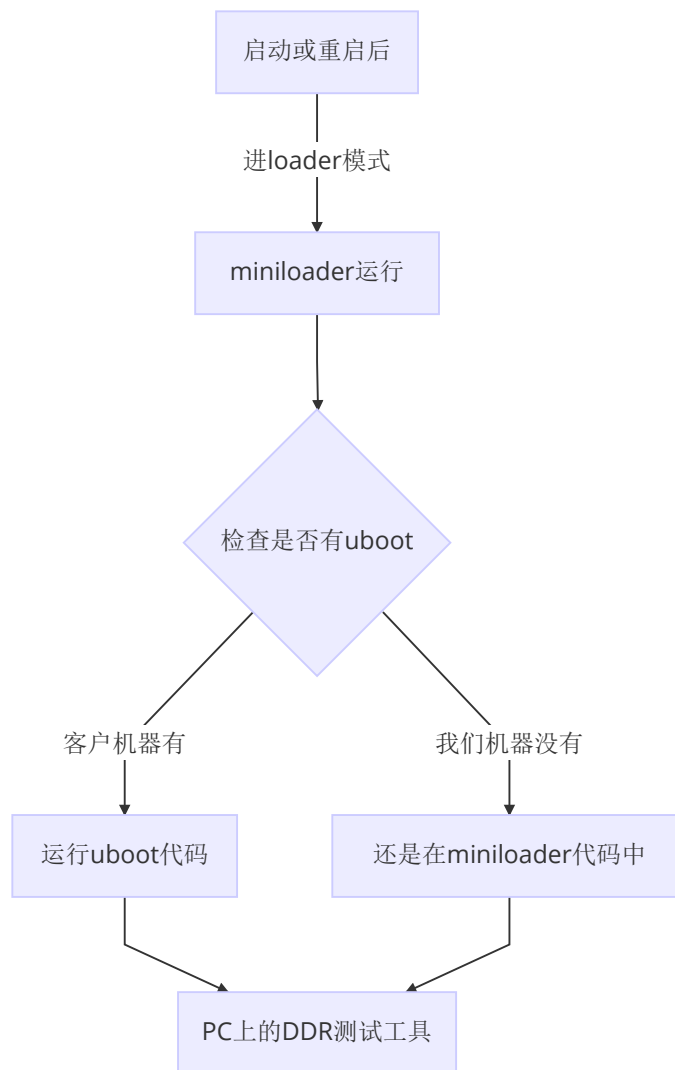 启动或重启后
进loader模式
miniloader运行
检查是否有uboot
客户机器有
我们机器没有
运行uboot代码
还是在miniloader代码中
PC上的DDR测试工具